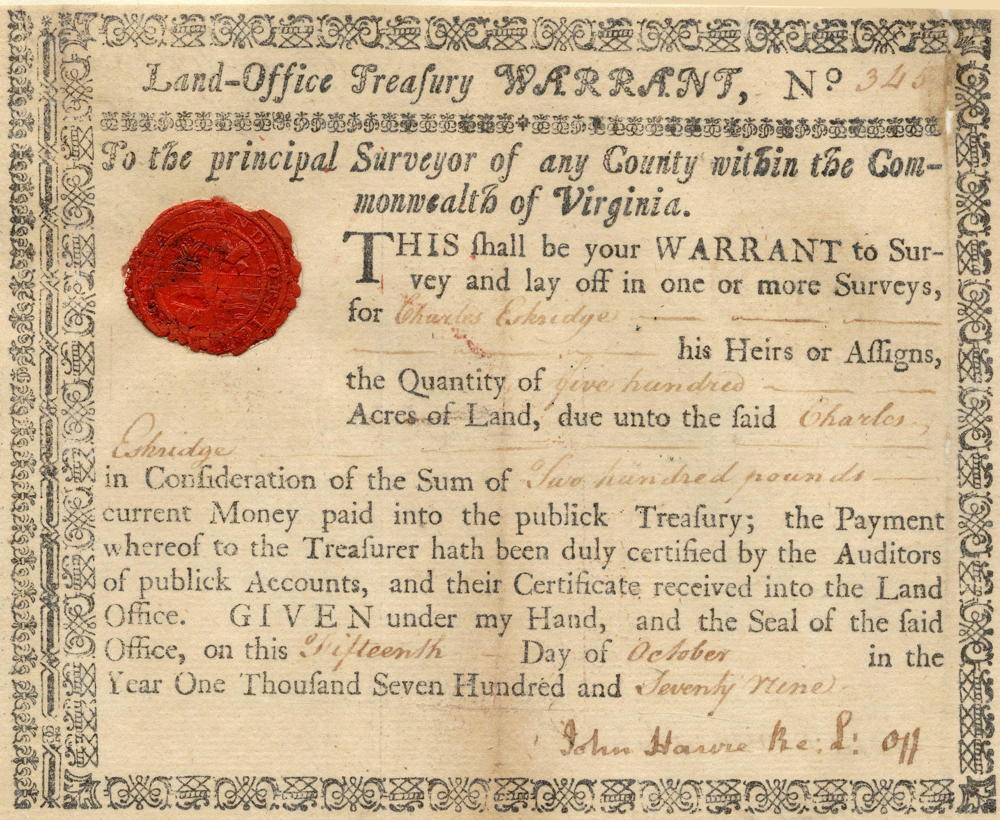 Land-Office Treaſury WARRANT, No 345
To the principal Surveyor of any County within the Com-
monwealth of Virginia.
THIS ſhall be your WARRANT to Sur-
vey and lay off in one or more Surveys,
for Charles Eskridge
his Heirs or Aſſigns,
the Quantity of five hundred
Acres of Land, due unto the ſaid Charles
Eskridge
in Conſideration of the Sum of Two hundred pounds
current Money paid into the publick Treaſury; the Payment
whereof to the Treaſurer hath been duly certified by the Auditors
of publick Accounts, and their Certificate received into the Land
Office. GIVEN under my Hand, and the Seal of the ſaid
Office, on this Fifteenth Day of October in the
Year One Thouſand Seven Hundred and Seventy nine
John Harvie Re: L: Off